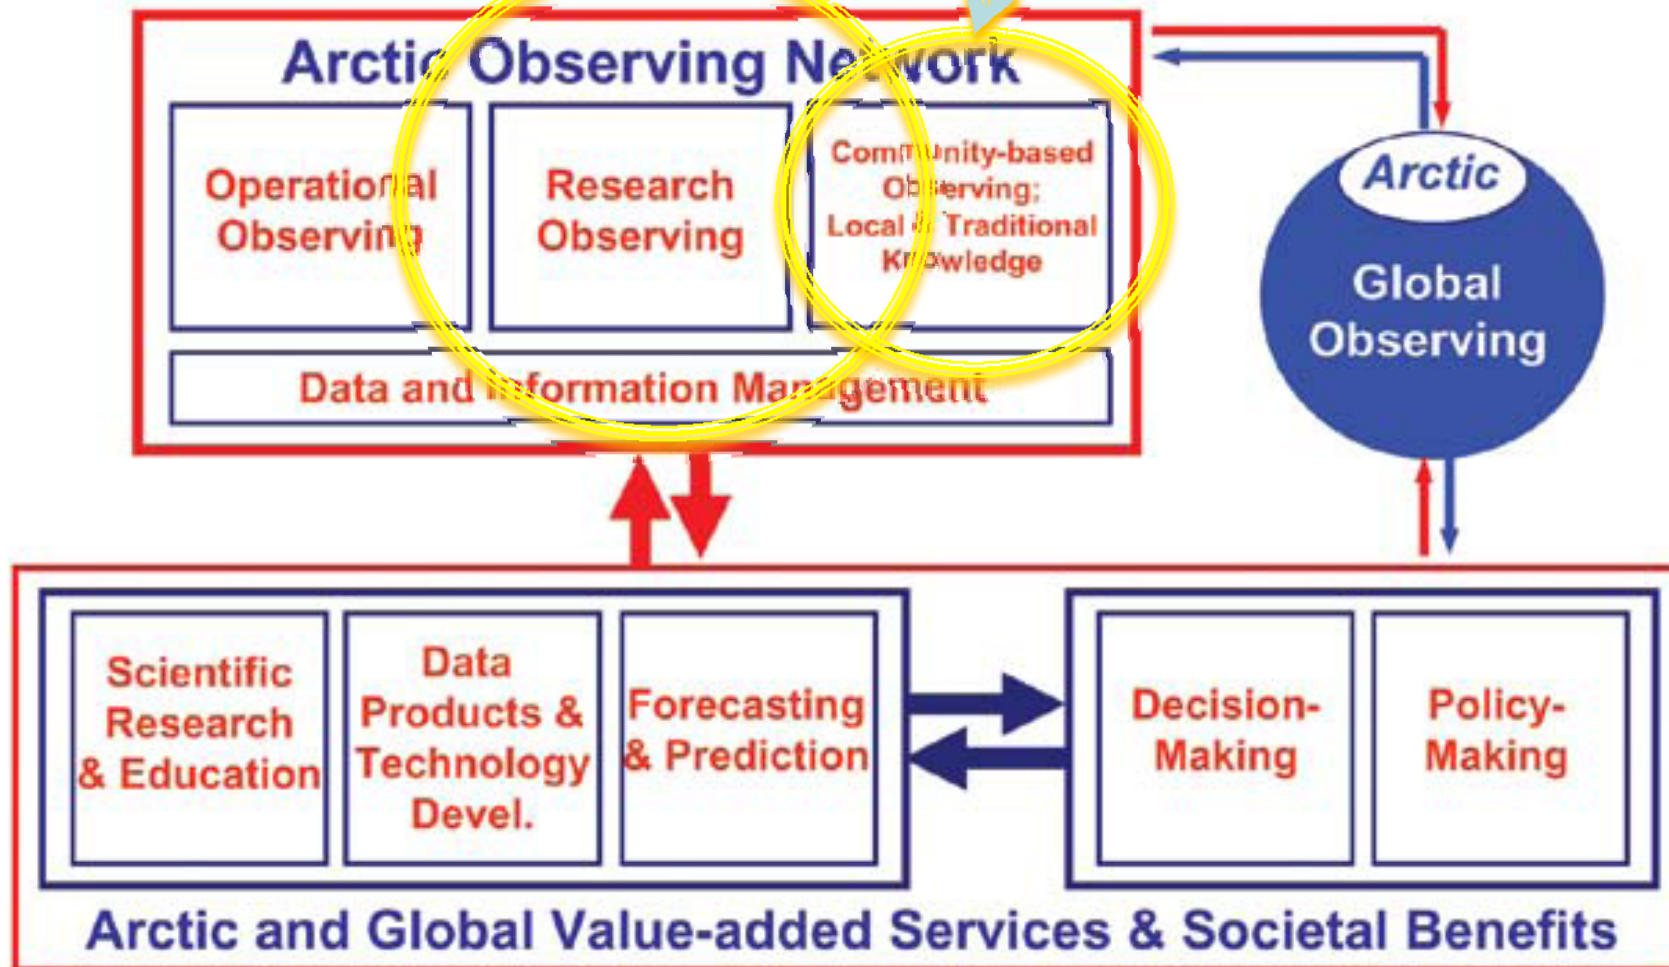 Arctic Observing Network
Operational
Observing
Research
Observing
Community-based
Observing;
Local & Traditional
Knowledge
Data and Information Management
Arctic
Global
Observing
Scientific
Research
& Education
Data
Products &
Technology
Devel.
Forecasting
& Prediction
Decision-
Making
Policy-
Making
Arctic and Global Value-added Services & Societal Benefits